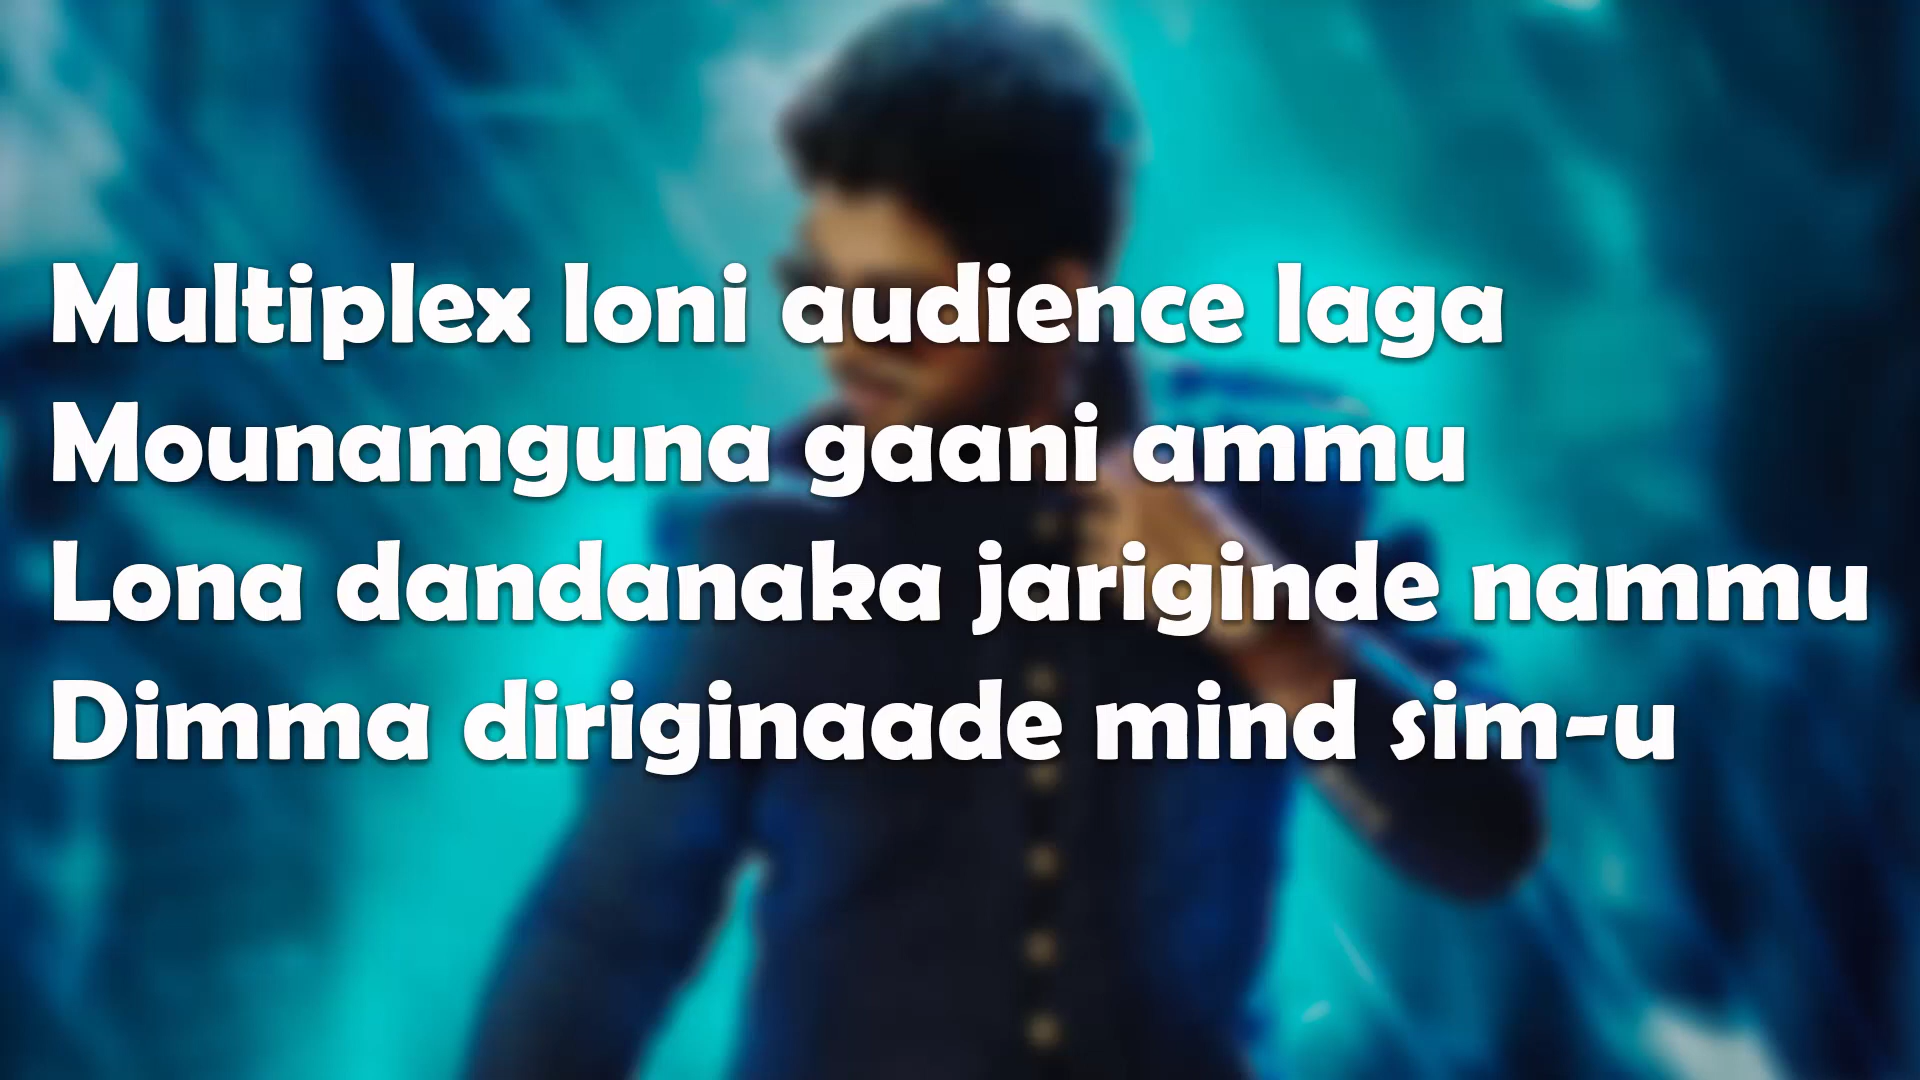 Multiplex loni audience laga
Mounamguna gaani ammu
Lona dandanaka jariginde nammu
Dimma diriginaade mind sim-u